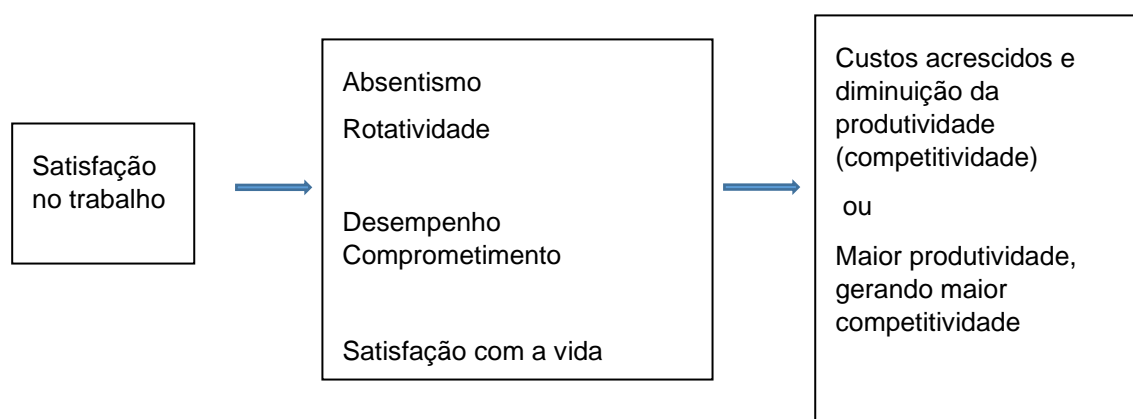 Satisfação
no trabalho
Absentismo
Rotatividade
Desempenho
Comprometimento
Satisfação com a vida
Custos acrescidos e
diminuição da
produtividade
(competitividade)
ou
Maior produtividade,
gerando maior
competitividade